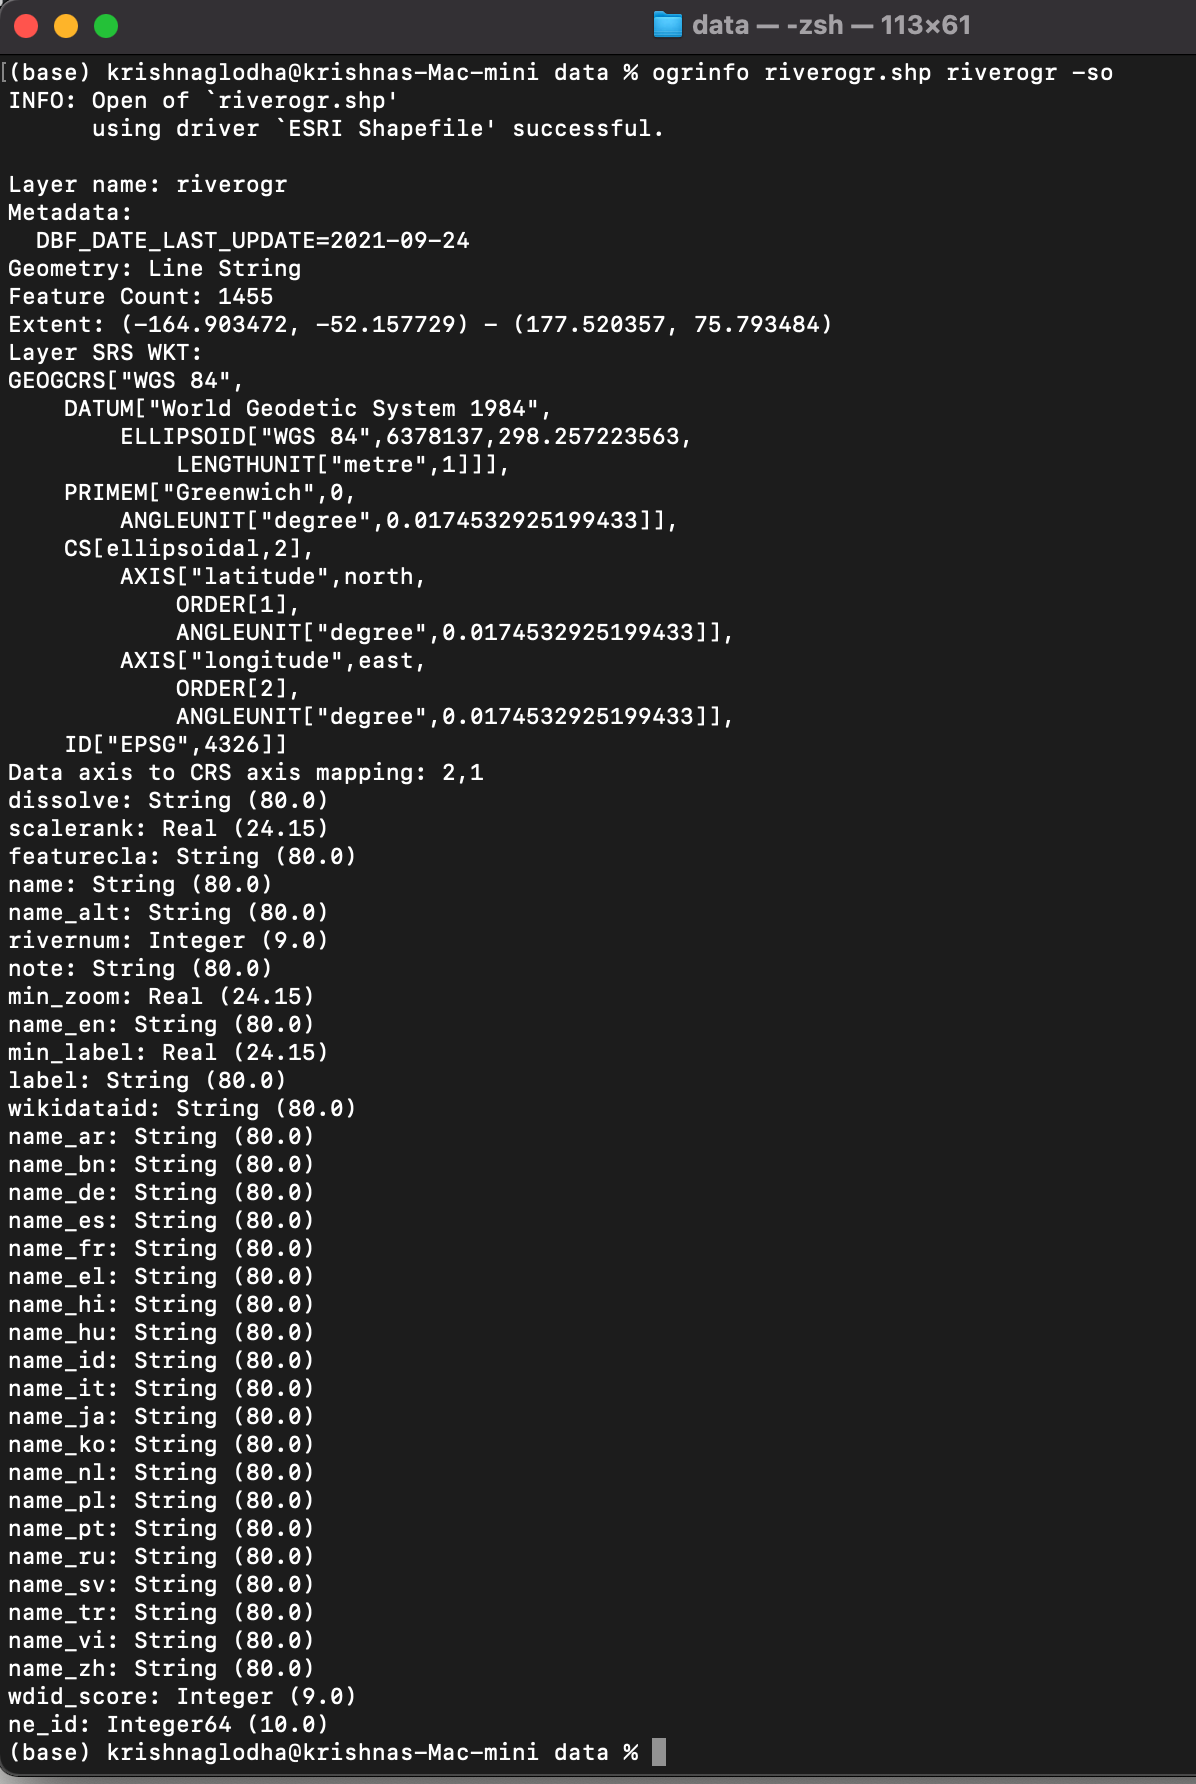 data — -zsh — 113×61
[(base) krishnaglodha@krishnas-Mac-mini data % ogrinfo riverogr.shp riverogr -so
INFO: Open of `riverogr.shp'
      using driver `ESRI Shapefile' successful.

Layer name: riverogr
Metadata:
  DBF_DATE_LAST_UPDATE=2021-09-24
Geometry: Line String
Feature Count: 1455
Extent: (-164.903472, -52.157729) - (177.520357, 75.793484)
Layer SRS WKT:
GEOGCRS["WGS 84",
    DATUM["World Geodetic System 1984",
        ELLIPSOID["WGS 84",6378137,298.257223563,
            LENGTHUNIT["metre",1]]],
    PRIMEM["Greenwich",0,
        ANGLEUNIT["degree",0.0174532925199433]],
    CS[ellipsoidal,2],
        AXIS["latitude",north,
            ORDER[1],
            ANGLEUNIT["degree",0.0174532925199433]],
        AXIS["longitude",east,
            ORDER[2],
            ANGLEUNIT["degree",0.0174532925199433]],
    ID["EPSG",4326]]
Data axis to CRS axis mapping: 2,1
dissolve: String (80.0)
scalerank: Real (24.15)
featurecla: String (80.0)
name: String (80.0)
name_alt: String (80.0)
rivernum: Integer (9.0)
note: String (80.0)
min_zoom: Real (24.15)
name_en: String (80.0)
min_label: Real (24.15)
label: String (80.0)
wikidataid: String (80.0)
name_ar: String (80.0)
name_bn: String (80.0)
name_de: String (80.0)
name_es: String (80.0)
name_fr: String (80.0)
name_el: String (80.0)
name_hi: String (80.0)
name_hu: String (80.0)
name_id: String (80.0)
name_it: String (80.0)
name_ja: String (80.0)
name_ko: String (80.0)
name_nl: String (80.0)
name_pl: String (80.0)
name_pt: String (80.0)
name_ru: String (80.0)
name_sv: String (80.0)
name_tr: String (80.0)
name_vi: String (80.0)
name_zh: String (80.0)
wdid_score: Integer (9.0)
ne_id: Integer64 (10.0)
(base) krishnaglodha@krishnas-Mac-mini data %